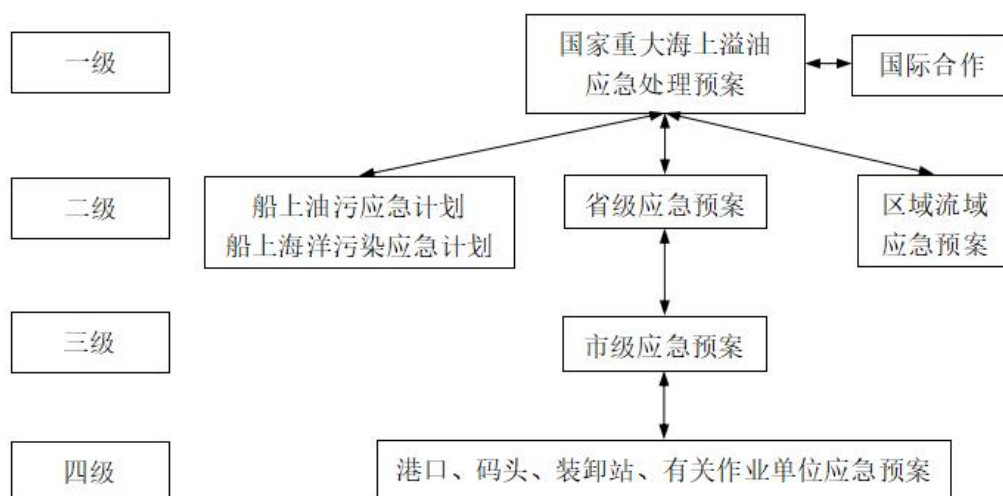 一级
国家重大海上溢油
应急处理预案
国际合作
二级
船上油污应急计划
船上海洋污染应急计划
省级应急预案
区域流域
应急预案
三级
市级应急预案
四级
港口、码头、装卸站、有关作业单位应急预案